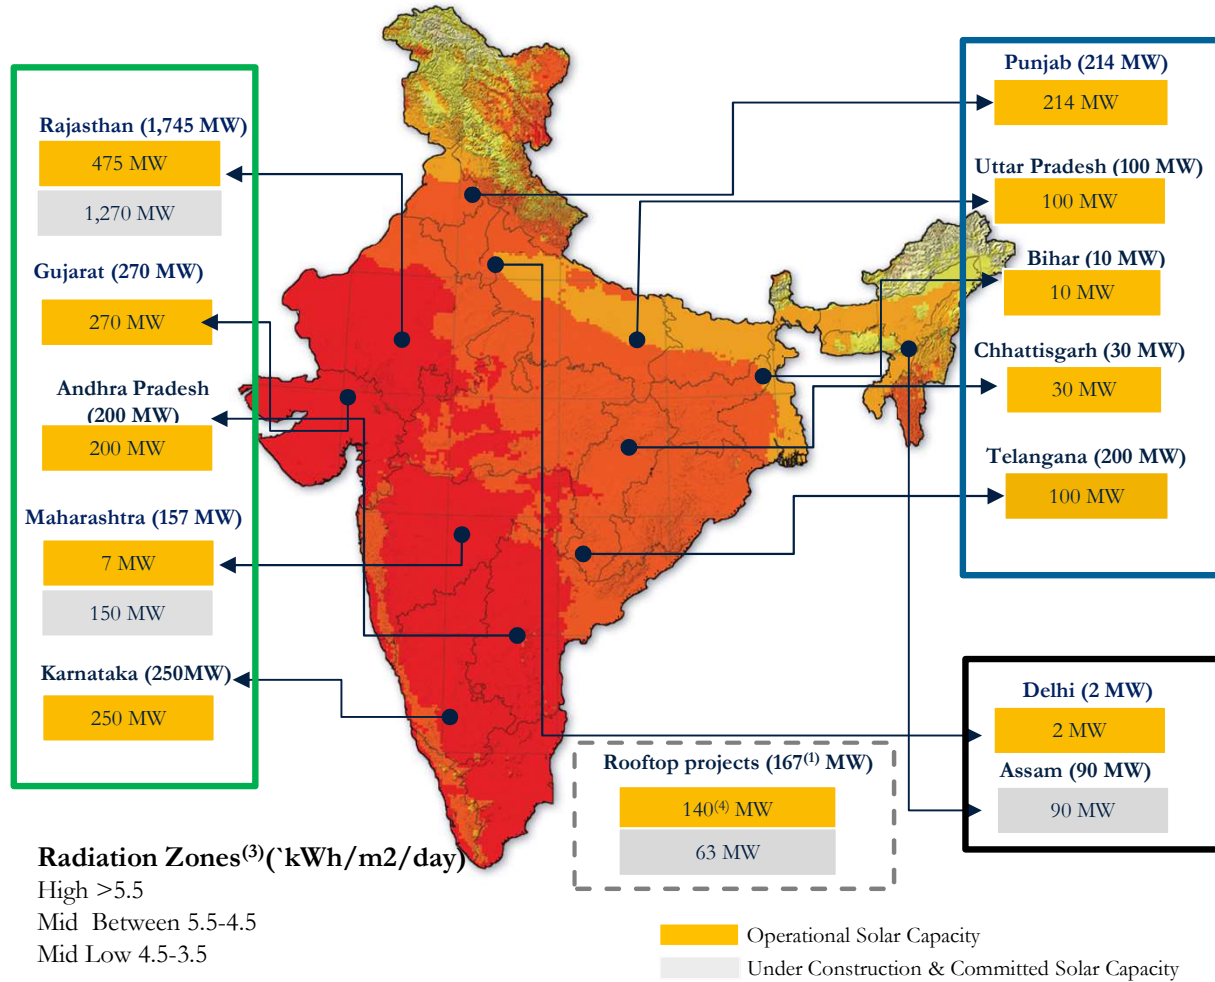 Rajasthan (1,745 MW)
475 MW
1,270 MW
Gujarat (270 MW)
270 MW
Andhra Pradesh
(200 MW)
200 MW
Maharashtra (157 MW)
7 MW
150 MW
Karnataka (250MW)
250 MW
Punjab (214 MW)
214 MW
Uttar Pradesh (100 MW)
100 MW
Bihar (10 MW)
10 MW
Chhattisgarh (30 MW)
30 MW
Telangana (200 MW)
100 MW
Delhi (2 MW)
2 MW
Assam (90 MW)
90 MW
Rooftop projects (167(1) MW)
140(4) MW
63 MW
Radiation Zones(3)(`kWh/m2/day)
High >5.5
Mid Between 5.5-4.5
Mid Low 4.5-3.5
Operational Solar Capacity
Under Construction & Committed Solar Capacity